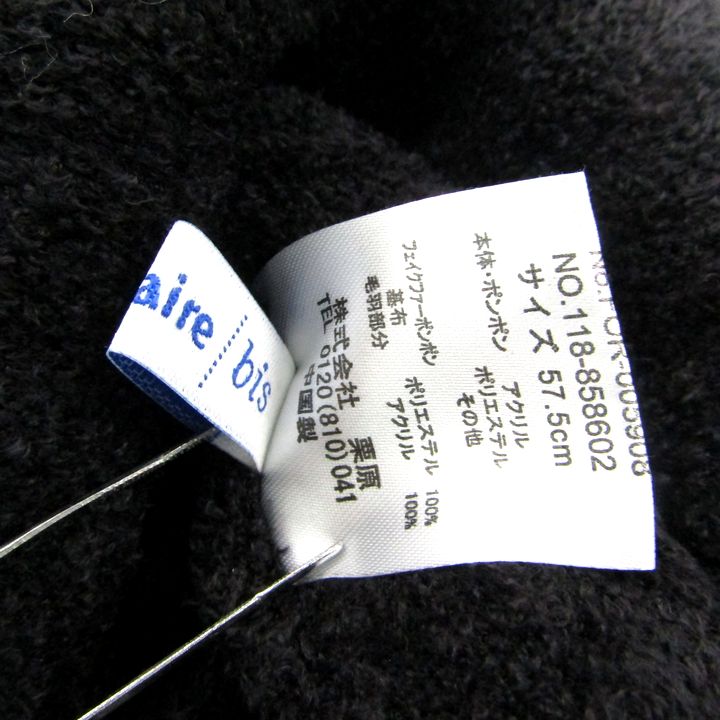 aire
bis
NO.118-858602
サイズ 57.5cm
本体・ポンポン アクリル
ポリエステル
その他
フェイクファーポンポン
基布 ポリエステル 100%
毛羽部分 アクリル 100%
株式会社 栗原
TEL 0120(810)041
中国製